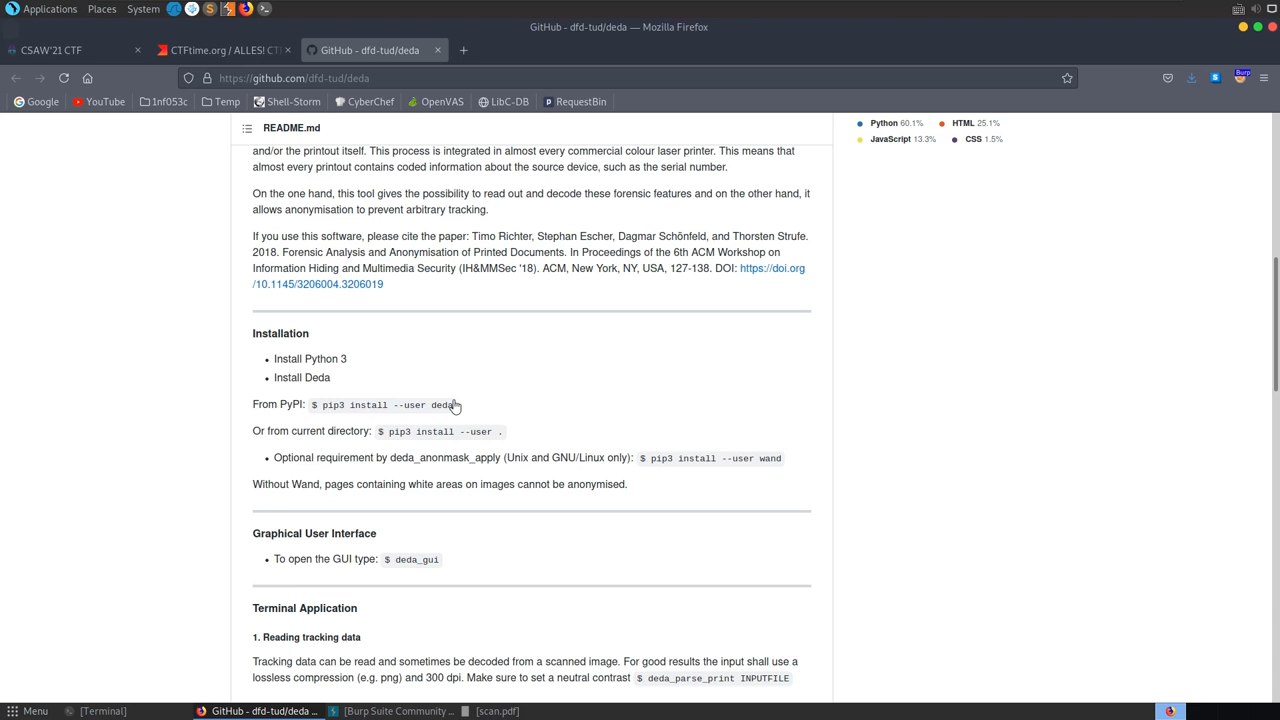 Applications Places System
GitHub - dfd-tud/deda — Mozilla Firefox
CSAW'21 CTF
CTFtime.org / ALLES! CT
GitHub - dfd-tud/deda
https://github.com/dfd-tud/deda
Burp
Google YouTube 1nf053c Temp Shell-Storm CyberChef OpenVAS LibC-DB RequestBin
README.md
Python 60.1% HTML 25.1%
JavaScript 13.3% CSS 1.5%
and/or the printout itself. This process is integrated in almost every commercial colour laser printer. This means that
almost every printout contains coded information about the source device, such as the serial number.
On the one hand, this tool gives the possibility to read out and decode these forensic features and on the other hand, it
allows anonymisation to prevent arbitrary tracking.
If you use this software, please cite the paper: Timo Richter, Stephan Escher, Dagmar Schönfeld, and Thorsten Strufe.
2018. Forensic Analysis and Anonymisation of Printed Documents. In Proceedings of the 6th ACM Workshop on
Information Hiding and Multimedia Security (IH&MMSec '18). ACM, New York, NY, USA, 127-138. DOI: https://doi.org
/10.1145/3206004.3206019
Installation
• Install Python 3
• Install Deda
From PyPI: $ pip3 install --user deda
Or from current directory: $ pip3 install --user .
• Optional requirement by deda_anonmask_apply (Unix and GNU/Linux only): $ pip3 install --user wand
Without Wand, pages containing white areas on images cannot be anonymised.
Graphical User Interface
• To open the GUI type: $ deda_gui
Terminal Application
1. Reading tracking data
Tracking data can be read and sometimes be decoded from a scanned image. For good results the input shall use a
lossless compression (e.g. png) and 300 dpi. Make sure to set a neutral contrast $ deda_parse_print INPUTFILE
Menu [Terminal] GitHub - dfd-tud/deda ... [Burp Suite Community ... [scan.pdf]